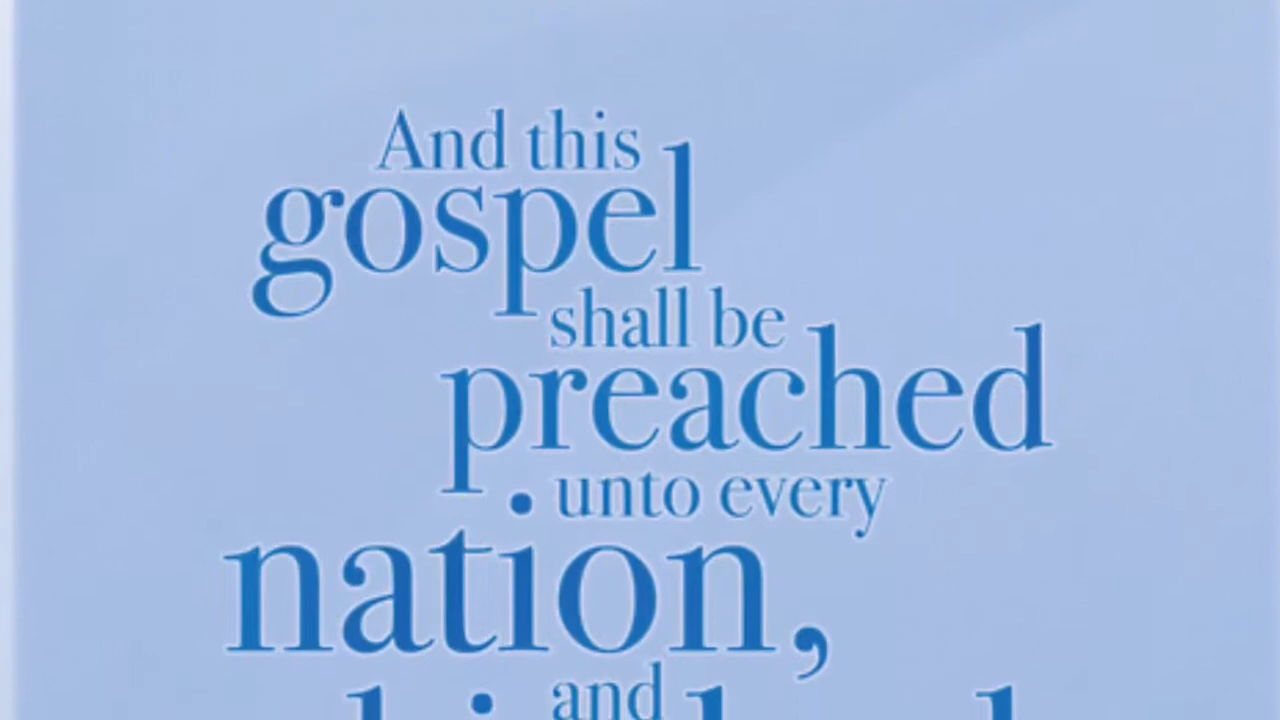 And this
gospel
shall be
preached
unto every
nation,
and